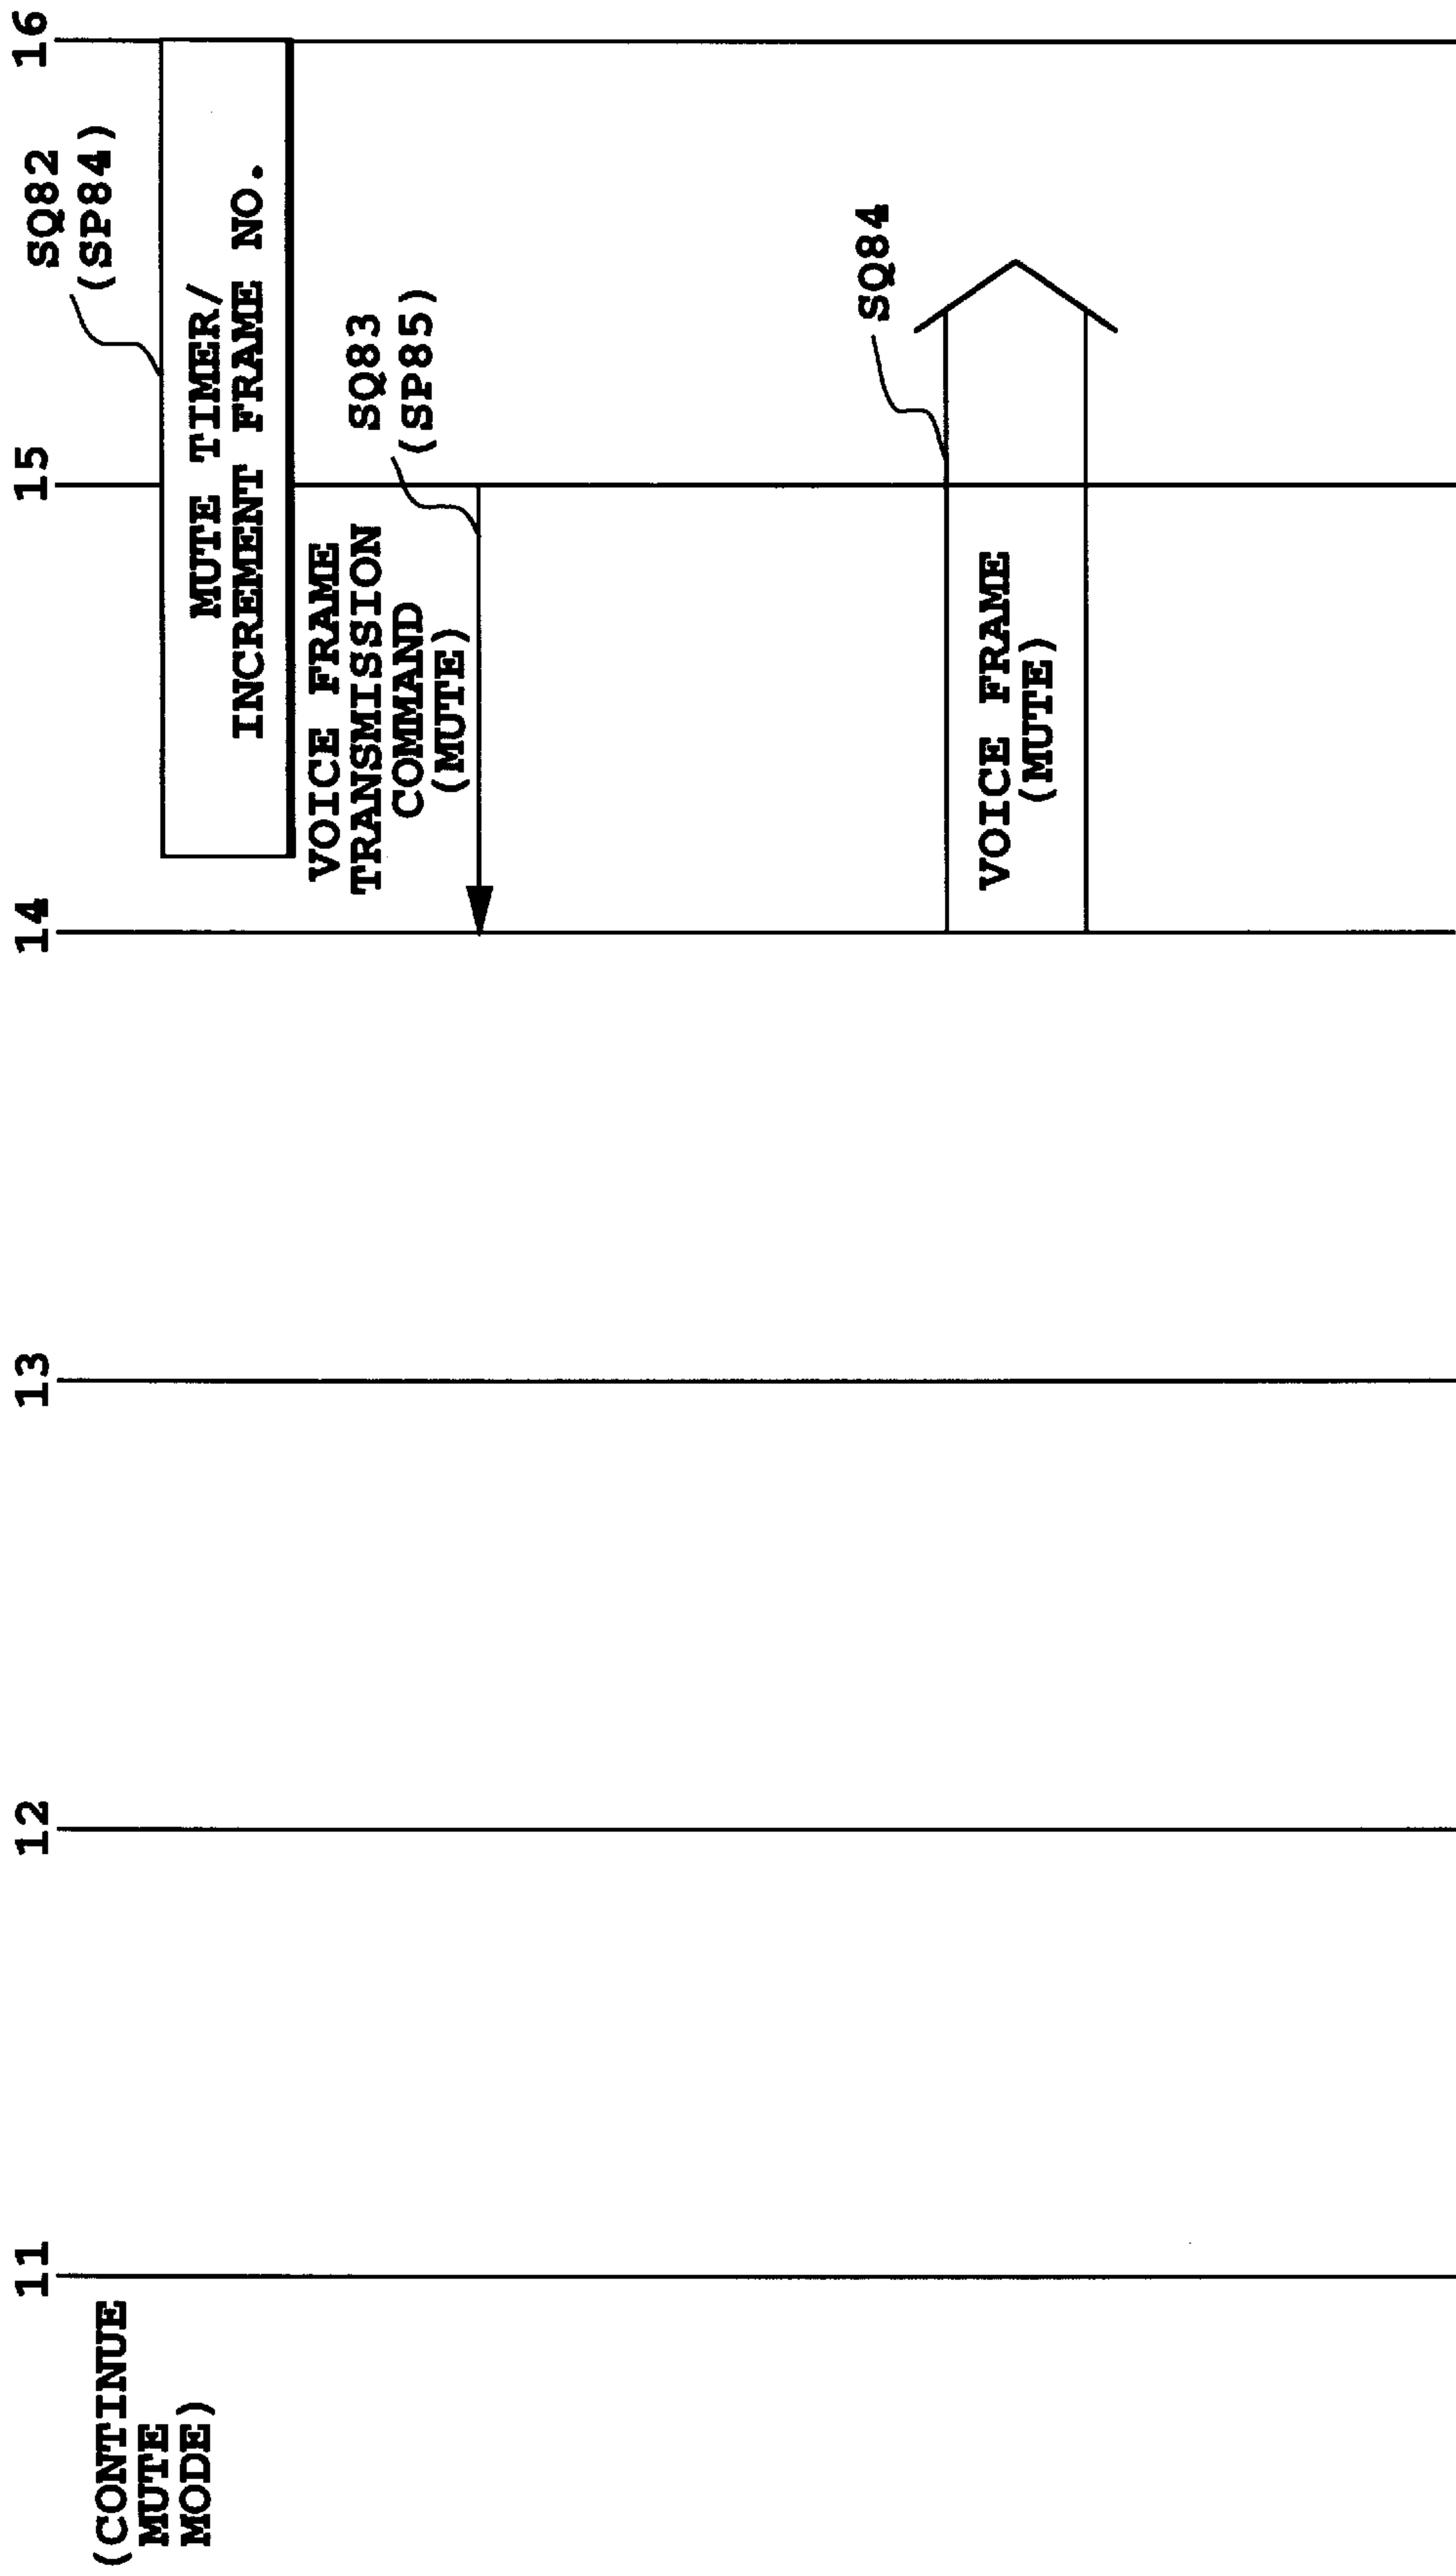 11
12
13
14
15
16
(CONTINUE
MUTE
MODE)
SQ82
(SP84)
MUTE TIMER/
INCREMENT FRAME NO.
VOICE FRAME
TRANSMISSION
COMMAND
(MUTE)
SQ83
(SP85)
SQ84
VOICE FRAME
(MUTE)